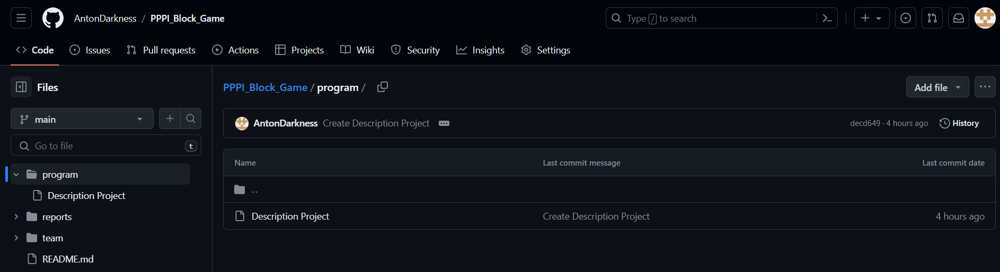 AntonDarkness / PPPI_Block_Game
Type / to search
Code Issues Pull requests Actions Projects Wiki Security Insights Settings
Files
main
Go to file t
program
Description Project
reports
team
README.md
PPPI_Block_Game / program /
Add file
AntonDarkness Create Description Project
decd649 · 4 hours ago History
Name Last commit message Last commit date
..
Description Project Create Description Project 4 hours ago